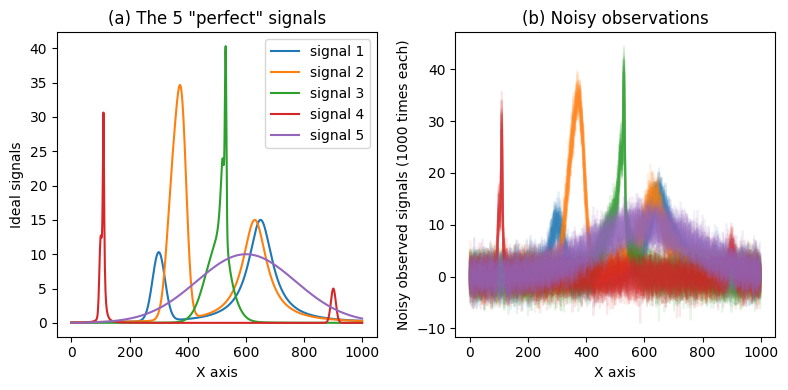 (a) The 5 "perfect" signals
Ideal signals
40
35
30
25
20
15
10
5
0
signal 1
signal 2
signal 3
signal 4
signal 5
0 200 400 600 800 1000
X axis
(b) Noisy observations
Noisy observed signals (1000 times each)
40
30
20
10
0
−10
0 200 400 600 800 1000
X axis